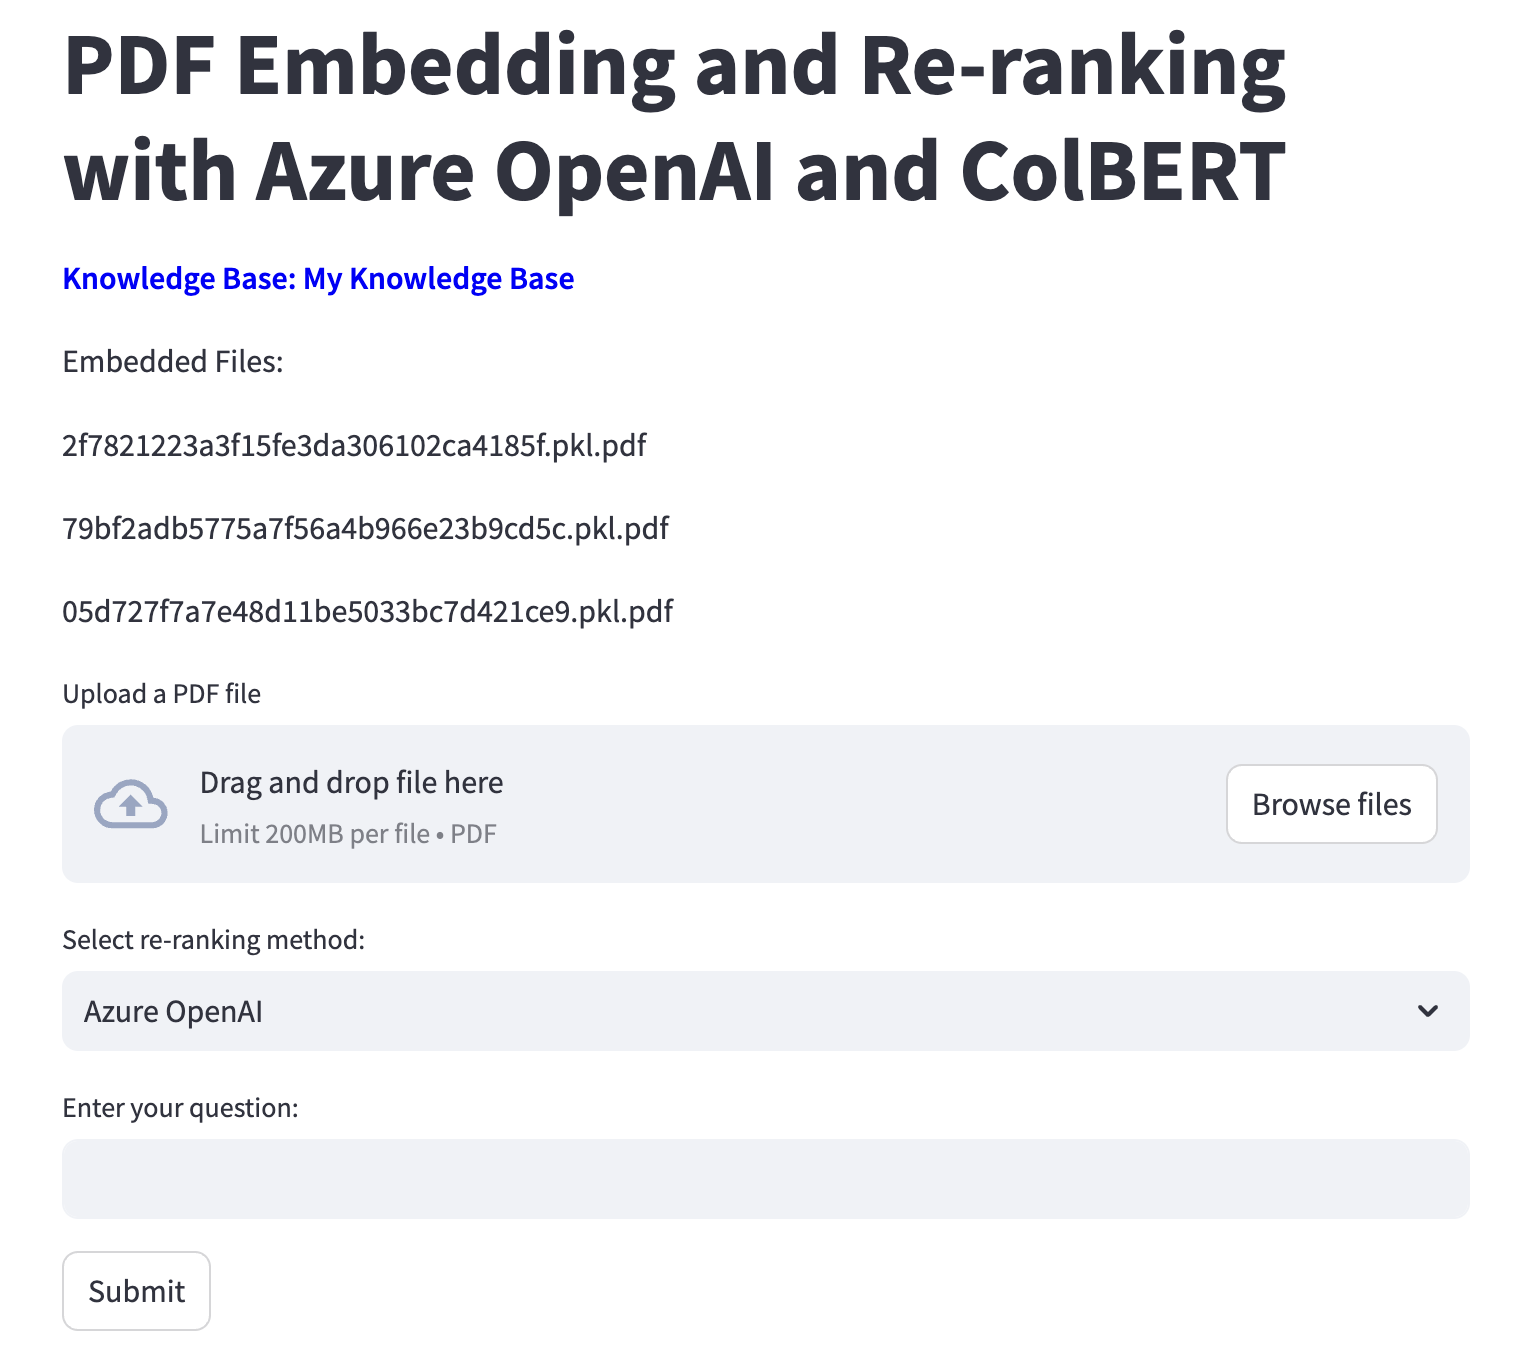 PDF Embedding and Re-ranking
with Azure OpenAI and ColBERT
Knowledge Base: My Knowledge Base
Embedded Files:
2f7821223a3f15fe3da306102ca4185f.pkl.pdf
79bf2adb5775a7f56a4b966e23b9cd5c.pkl.pdf
05d727f7a7e48d11be5033bc7d421ce9.pkl.pdf
Upload a PDF file
Drag and drop file here
Limit 200MB per file • PDF
Browse files
Select re-ranking method:
Azure OpenAI
Enter your question:
Submit